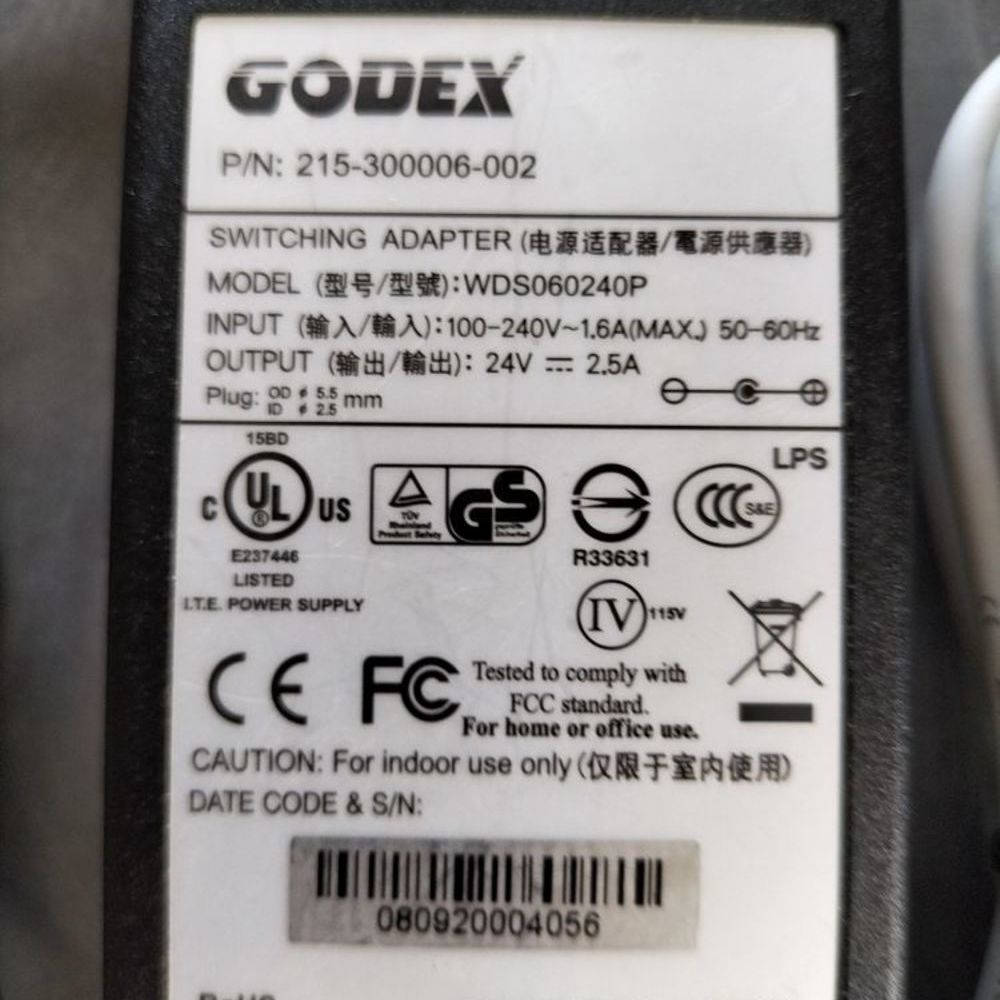 GODEX
P/N: 215-300006-002
SWITCHING ADAPTER (电源适配器/電源供應器)
MODEL (型号/型號):WDS060240P
INPUT (输入/輸入):100-240V~1.6A(MAX.) 50-60Hz
OUTPUT (输出/輸出): 24V ⎓ 2.5A
Plug: OD ø 5.5 mm
ID ø 2.5
15BD
LPS
C UL ® US
TÜV
Rheinland
Product Safety
GS
geprüfte
Sicherheit
CCC S&E
E237446
R33631
LISTED
I.T.E. POWER SUPPLY
IV 115V
CE FC Tested to comply with
FCC standard.
For home or office use.
CAUTION: For indoor use only (仅限于室内使用)
DATE CODE & S/N:
080920004056
RoHS